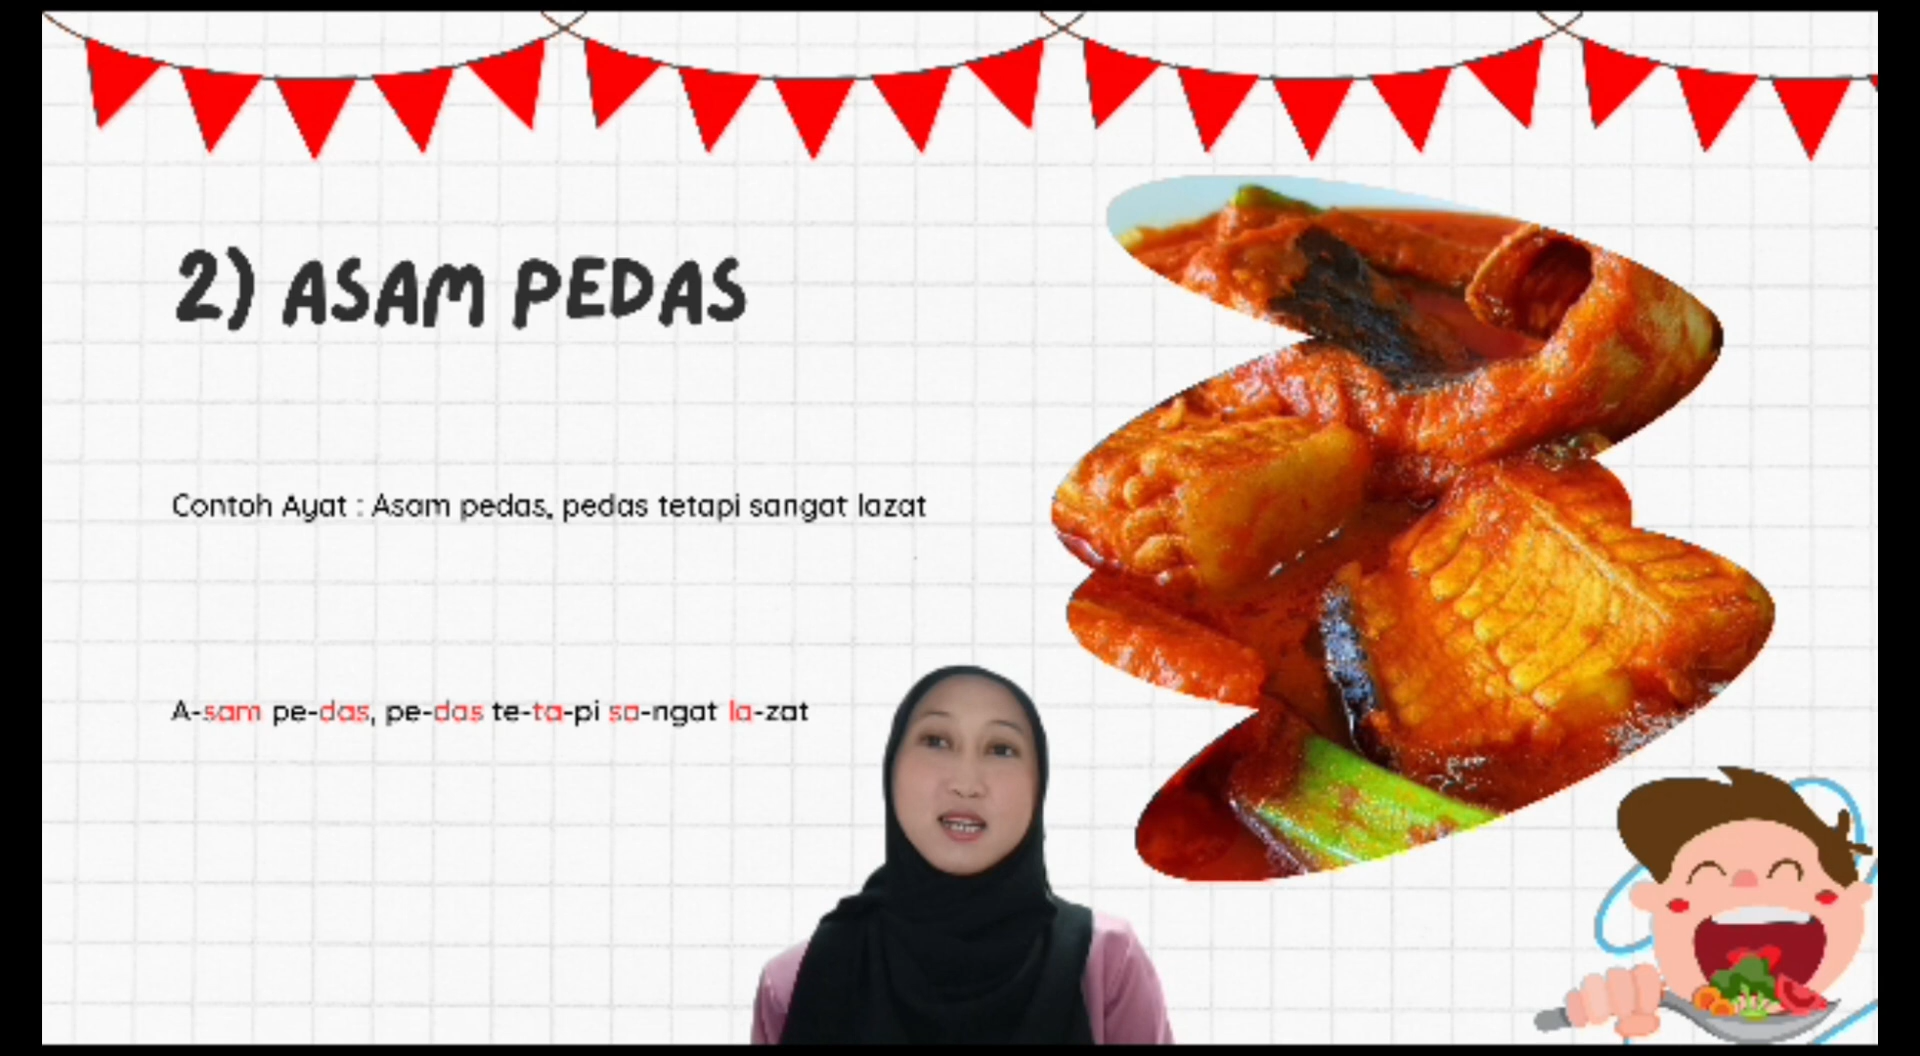 2) ASAM PEDAS
Contoh Ayat : Asam pedas, pedas tetapi sangat lazat
A-sam pe-das, pe-das te-ta-pi sa-ngat la-zat